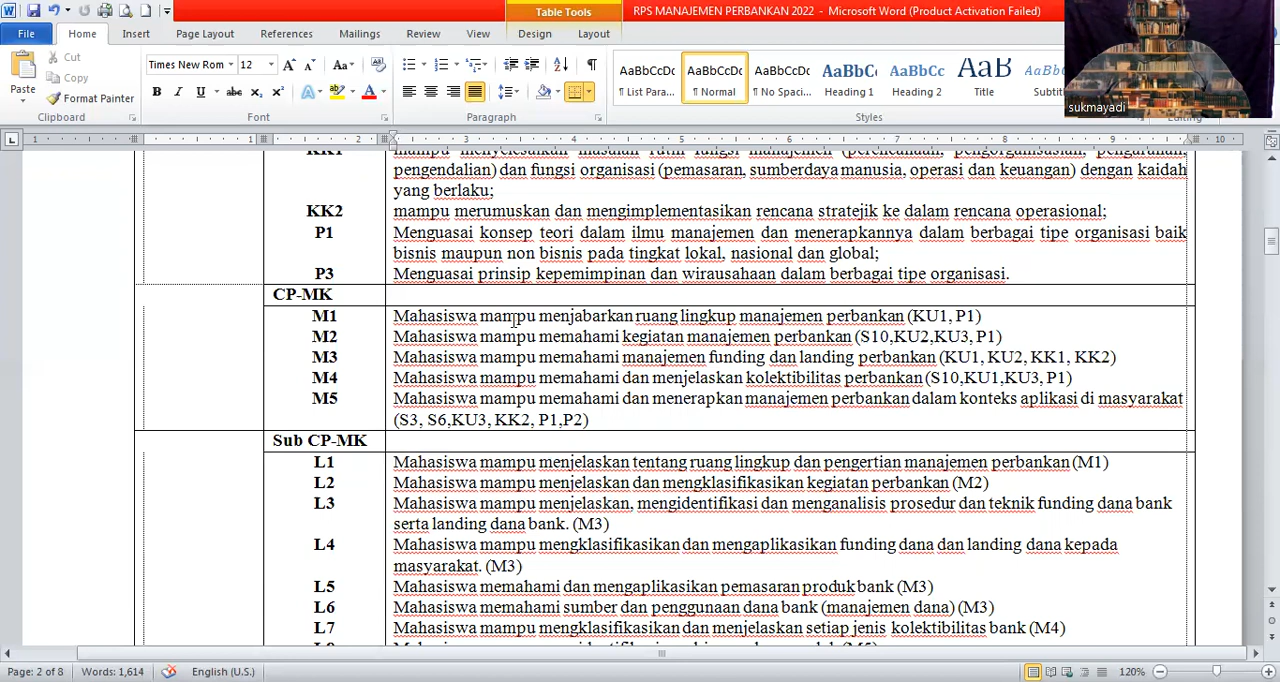 Table Tools
RPS MANAJEMEN PERBANKAN 2022 - Microsoft Word (Product Activation Failed)
File
Home
Insert
Page Layout
References
Mailings
Review
View
Design
Layout
Paste
Cut
Copy
Format Painter
Clipboard
Times New Rom
12
Font
Paragraph
AaBbCcDc
¶ List Para...
AaBbCcDc
¶ Normal
AaBbCcDc
¶ No Spaci...
AaBbC
Heading 1
AaBbCc
Heading 2
AaB
Title
Styles
sukmayadi
pengendalian) dan fungsi organisasi (pemasaran, sumberdaya manusia, operasi dan keuangan) dengan kaidah
yang berlaku;
KK2 mampu merumuskan dan mengimplementasikan rencana stratejik ke dalam rencana operasional;
P1 Menguasai konsep teori dalam ilmu manajemen dan menerapkannya dalam berbagai tipe organisasi baik
bisnis maupun non bisnis pada tingkat lokal, nasional dan global;
P3 Menguasai prinsip kepemimpinan dan wirausahaan dalam berbagai tipe organisasi.
CP-MK
M1 Mahasiswa mampu menjabarkan ruang lingkup manajemen perbankan (KU1, P1)
M2 Mahasiswa mampu memahami kegiatan manajemen perbankan (S10,KU2,KU3, P1)
M3 Mahasiswa mampu memahami manajemen funding dan landing perbankan (KU1, KU2, KK1, KK2)
M4 Mahasiswa mampu memahami dan menjelaskan kolektibilitas perbankan (S10,KU1,KU3, P1)
M5 Mahasiswa mampu memahami dan menerapkan manajemen perbankan dalam konteks aplikasi di masyarakat
(S3, S6,KU3, KK2, P1,P2)
Sub CP-MK
L1 Mahasiswa mampu menjelaskan tentang ruang lingkup dan pengertian manajemen perbankan (M1)
L2 Mahasiswa mampu menjelaskan dan mengklasifikasikan kegiatan perbankan (M2)
L3 Mahasiswa mampu menjelaskan, mengidentifikasi dan menganalisis prosedur dan teknik funding dana bank
serta landing dana bank. (M3)
L4 Mahasiswa mampu mengklasifikasikan dan mengaplikasikan funding dana dan landing dana kepada
masyarakat. (M3)
L5 Mahasiswa memahami dan mengaplikasikan pemasaran produk bank (M3)
L6 Mahasiswa memahami sumber dan penggunaan dana bank (manajemen dana) (M3)
L7 Mahasiswa mampu mengklasifikasikan dan menjelaskan setiap jenis kolektibilitas bank (M4)
Page: 2 of 8
Words: 1,614
English (U.S.)
120%